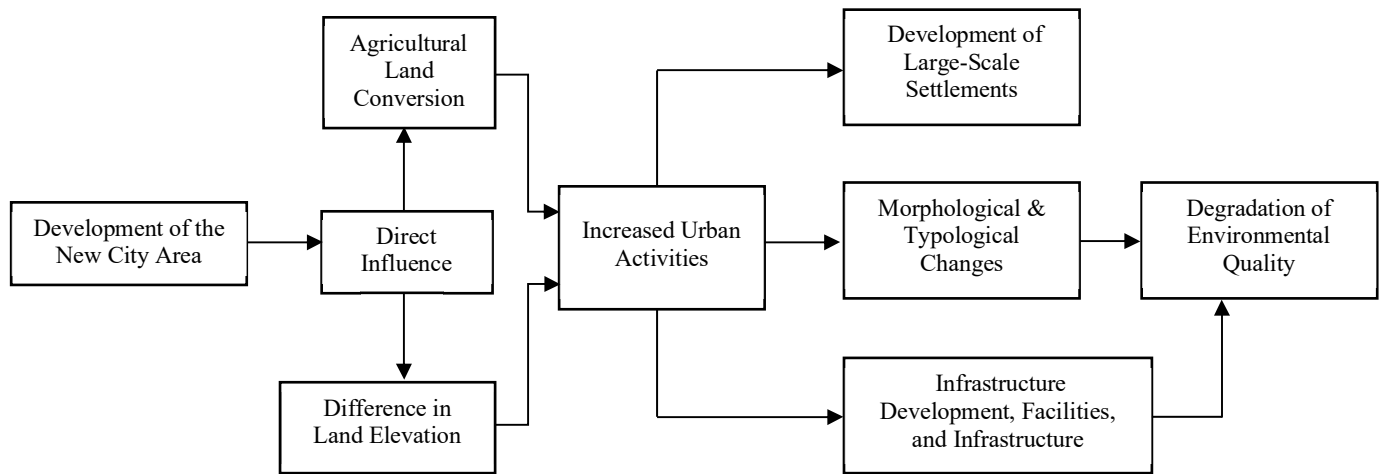 Agricultural
Land
Conversion
Development of
Large-Scale
Settlements
Development of the
New City Area
Direct
Influence
Increased Urban
Activities
Morphological &
Typological
Changes
Degradation of
Environmental
Quality
Difference in
Land Elevation
Infrastructure
Development, Facilities,
and Infrastructure